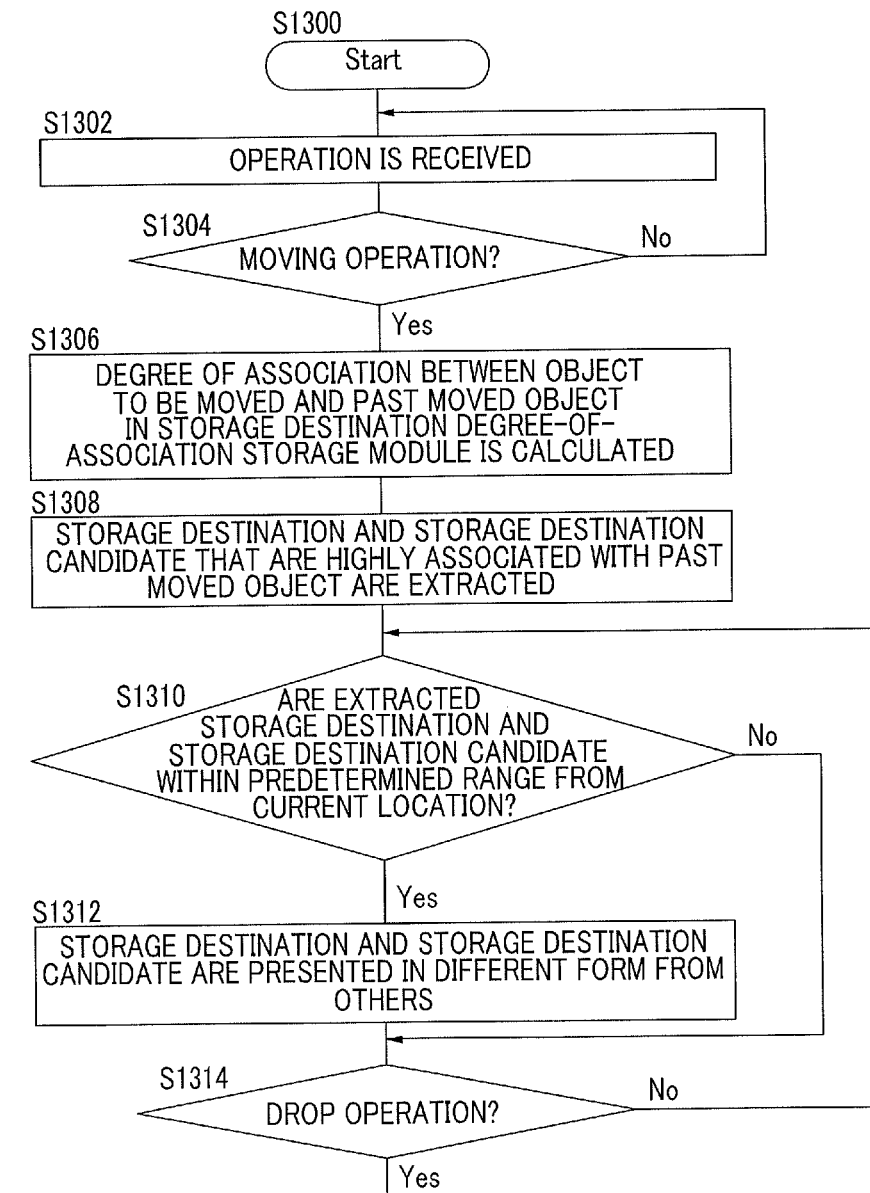 S1300
Start
S1302
OPERATION IS RECEIVED
S1304
MOVING OPERATION?
No
Yes
S1306
DEGREE OF ASSOCIATION BETWEEN OBJECT
TO BE MOVED AND PAST MOVED OBJECT
IN STORAGE DESTINATION DEGREE-OF-
ASSOCIATION STORAGE MODULE IS CALCULATED
S1308
STORAGE DESTINATION AND STORAGE DESTINATION
CANDIDATE THAT ARE HIGHLY ASSOCIATED WITH PAST
MOVED OBJECT ARE EXTRACTED
S1310
ARE EXTRACTED
STORAGE DESTINATION AND
STORAGE DESTINATION CANDIDATE
WITHIN PREDETERMINED RANGE FROM
CURRENT LOCATION?
No
Yes
S1312
STORAGE DESTINATION AND STORAGE DESTINATION
CANDIDATE ARE PRESENTED IN DIFFERENT FORM FROM
OTHERS
S1314
DROP OPERATION?
No
Yes